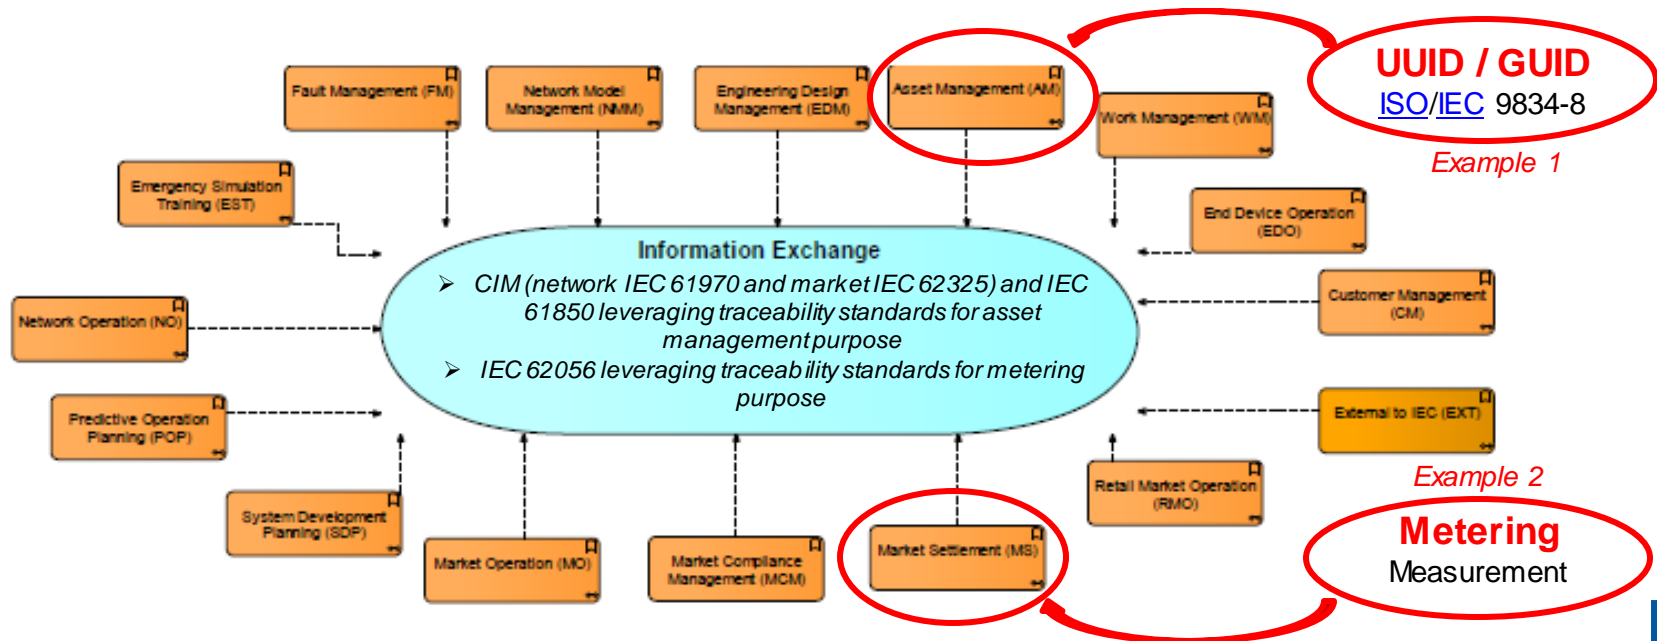 UUID / GUID
ISO/IEC 9834-8
Example 1
Fault Management (FM)
Network Model
Management (NMM)
Engineering Design
Management (EDM)
Asset Management (AM)
Work Management (WM)
Emergency Simulation
Training (EST)
End Device Operation
(EDO)
Information Exchange
➢ CIM (network IEC 61970 and market IEC 62325) and IEC
61850 leveraging traceability standards for asset
management purpose
➢ IEC 62056 leveraging traceability standards for metering
purpose
Network Operation (NO)
Customer Management
(CM)
Predictive Operation
Planning (POP)
External to IEC (EXT)
System Development
Planning (SDP)
Market Operation (MO)
Market Compliance
Management (MCM)
Market Settlement (MS)
Retail Market Operation
(RMO)
Example 2
Metering
Measurement